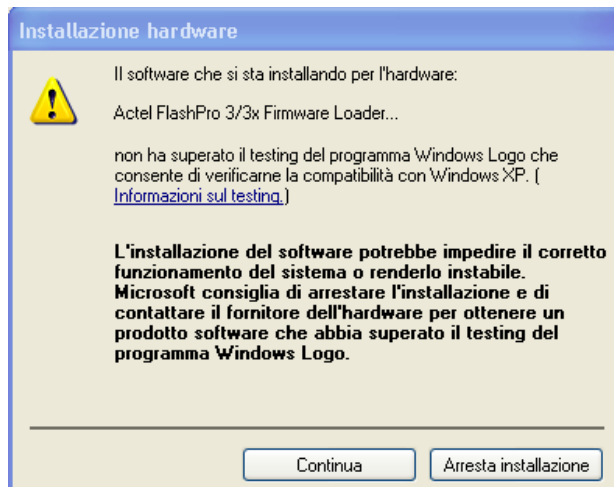 Installazione hardware
Il software che si sta installando per l'hardware:
Actel FlashPro 3/3x Firmware Loader...
non ha superato il testing del programma Windows Logo che
consente di verificarne la compatibilità con Windows XP. (
Informazioni sul testing.)
L'installazione del software potrebbe impedire il corretto
funzionamento del sistema o renderlo instabile.
Microsoft consiglia di arrestare l'installazione e di
contattare il fornitore dell'hardware per ottenere un
prodotto software che abbia superato il testing del
programma Windows Logo.
Continua
Arresta installazione